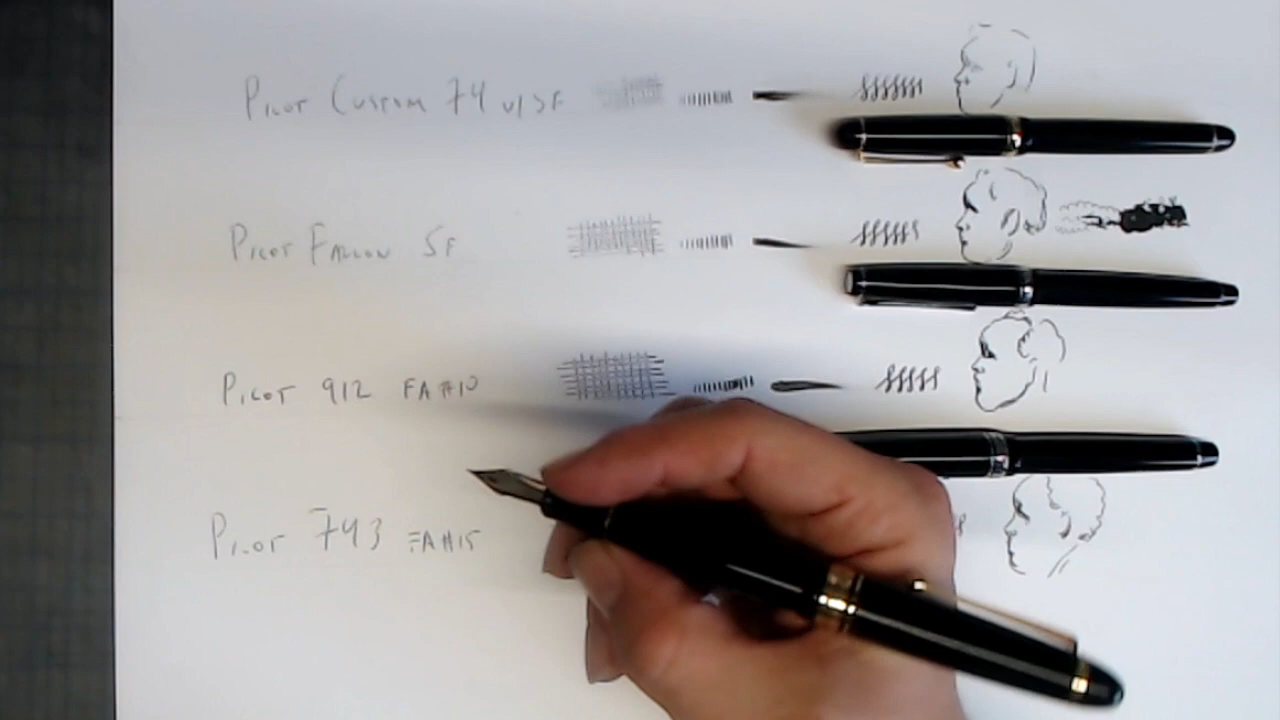 PILOT CUSTOM 74 W/SF
PILOT FALCON SF
PILOT 912 FA #10
PILOT 743 FA #15